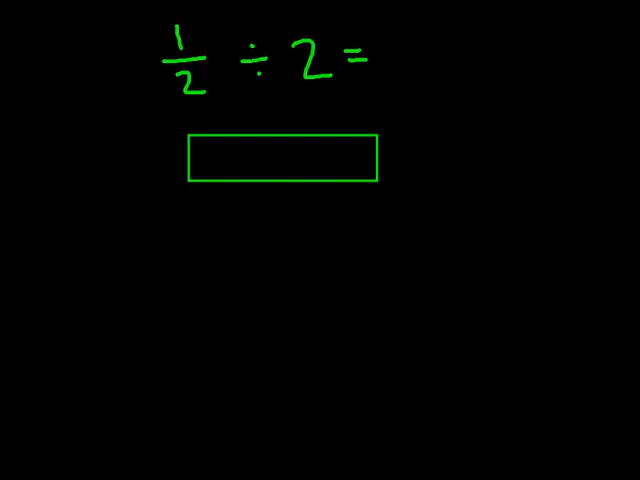 1/2 ÷ 2 =